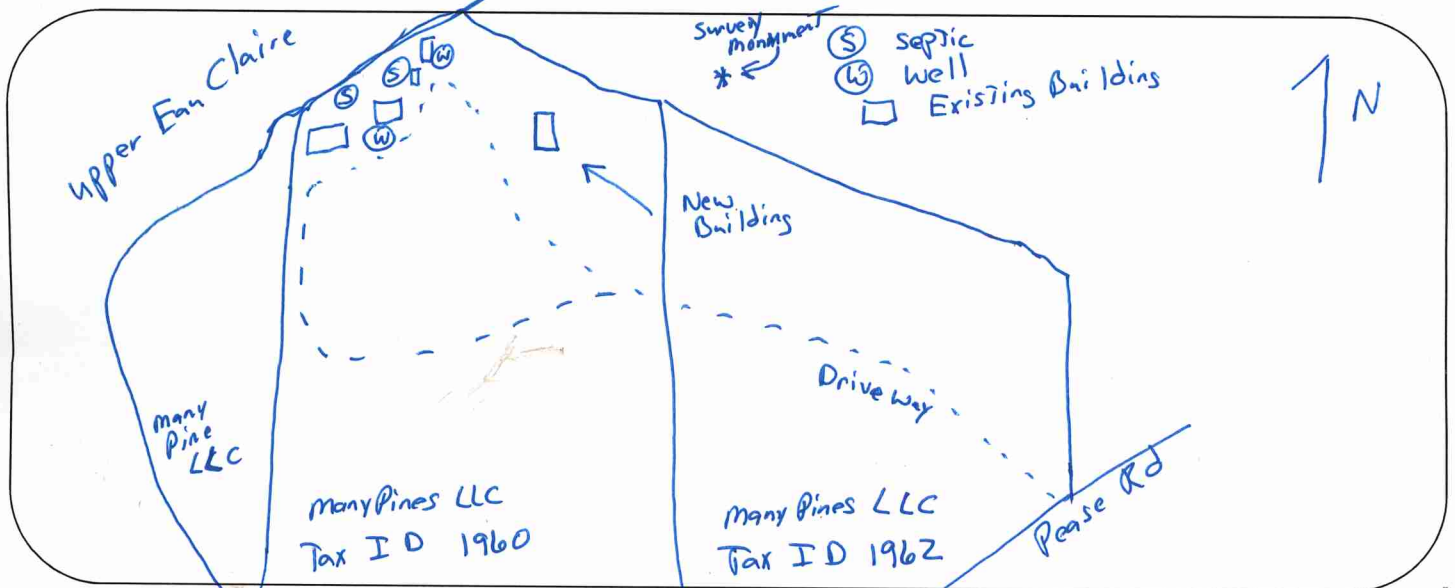 upper Eau Claire
Survey
monument
*
S septic
W well
Existing Building
N
W
S
S
W
New
Building
Driveway
many
Pine
LLC
Many Pines LLC
Tax ID 1960
Many Pines LLC
Tax ID 1962
Pease Rd